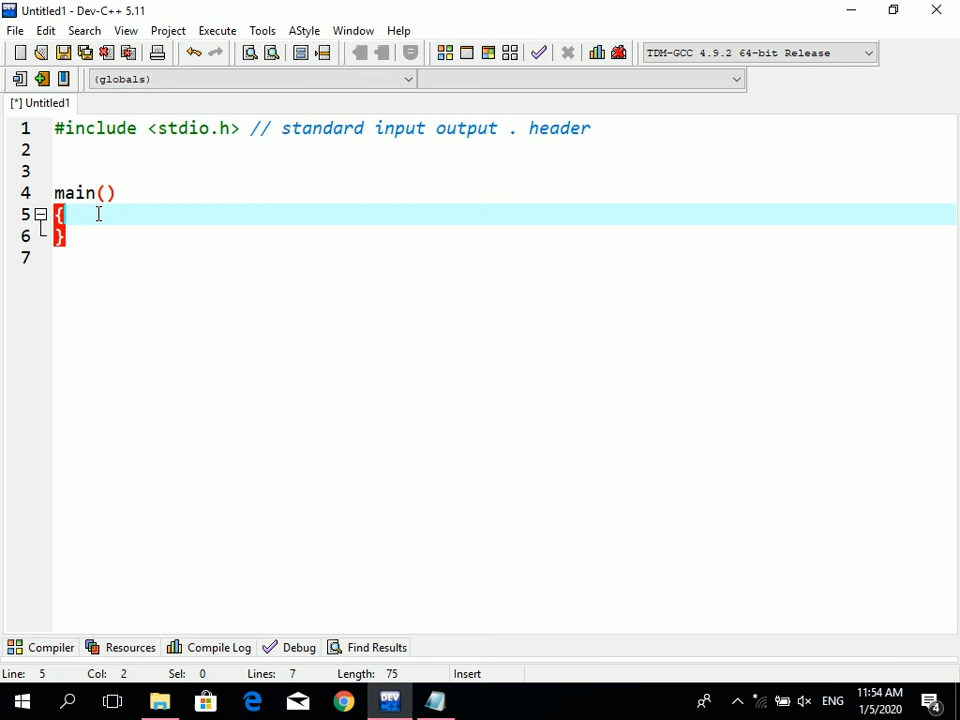 Untitled1 - Dev-C++ 5.11
File Edit Search View Project Execute Tools AStyle Window Help
TDM-GCC 4.9.2 64-bit Release
(globals)
[*] Untitled1
1 #include <stdio.h> // standard input output . header
2
3
4 main()
5 {
6 }
7
Compiler Resources Compile Log Debug Find Results
Line: 5 Col: 2 Sel: 0 Lines: 7 Length: 75 Insert
ENG 11:54 AM
1/5/2020 4